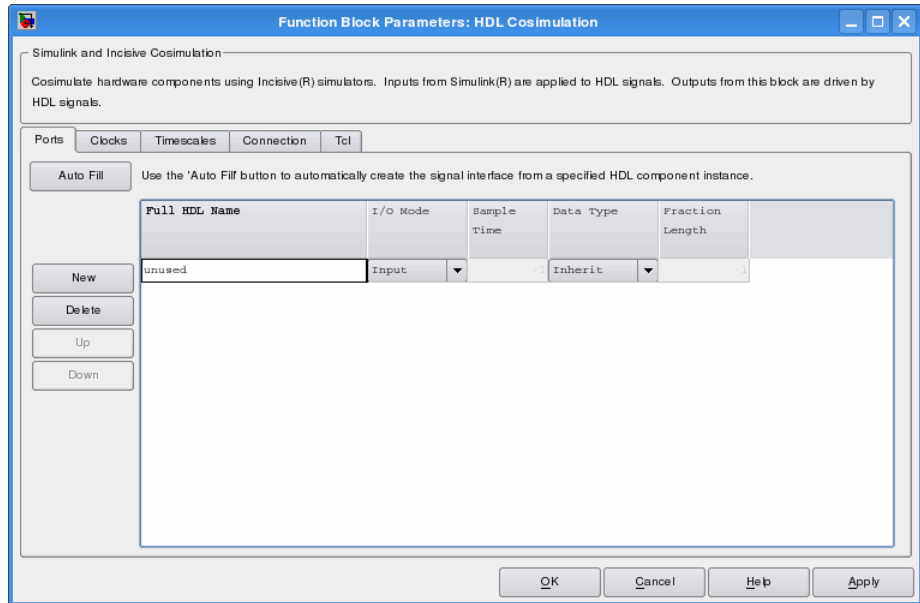 Function Block Parameters: HDL Cosimulation
Simulink and Incisive Cosimulation
Cosimulate hardware components using Incisive(R) simulators. Inputs from Simulink(R) are applied to HDL signals. Outputs from this block are driven by
HDL signals.
Ports Clocks Timescales Connection Tcl
Auto Fill Use the 'Auto Fill' button to automatically create the signal interface from a specified HDL component instance.
Full HDL Name I/O Mode Sample Time Data Type Fraction Length
unused Input -1 Inherit -1
New
Delete
Up
Down
OK Cancel Help Apply